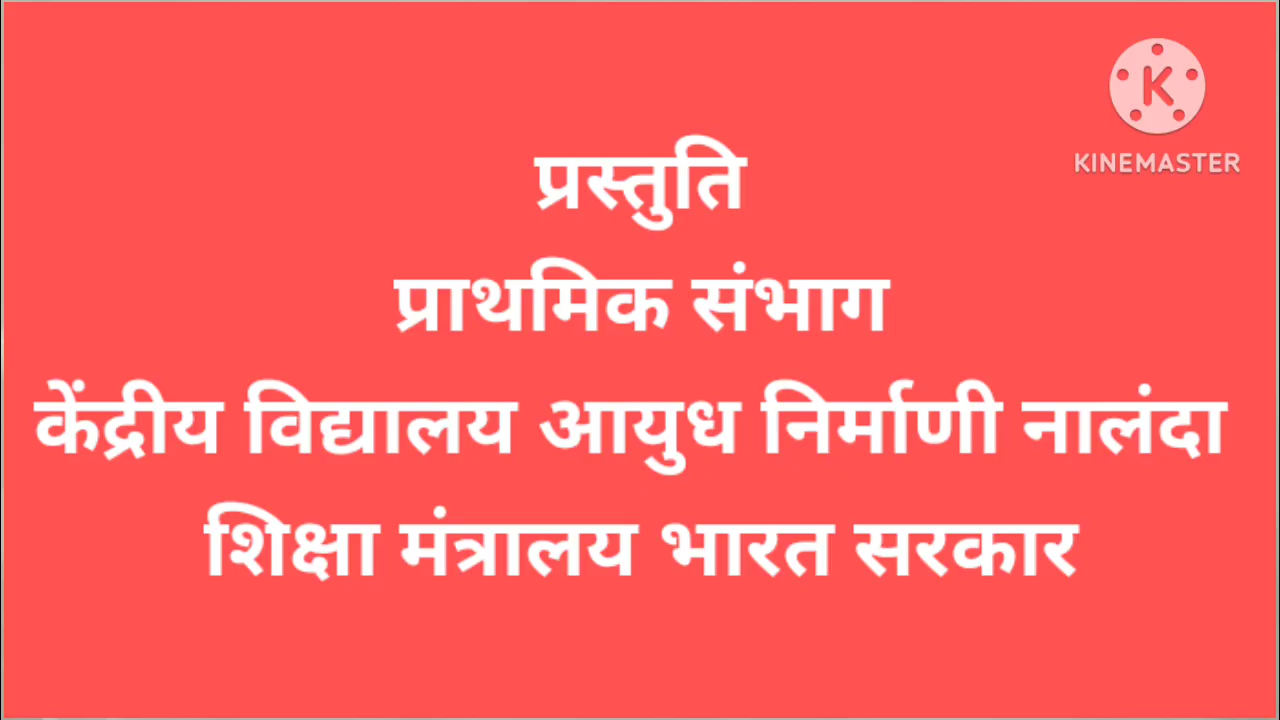 KINEMASTER
प्रस्तुति
प्राथमिक संभाग
केंद्रीय विद्यालय आयुध निर्माणी नालंदा
शिक्षा मंत्रालय भारत सरकार